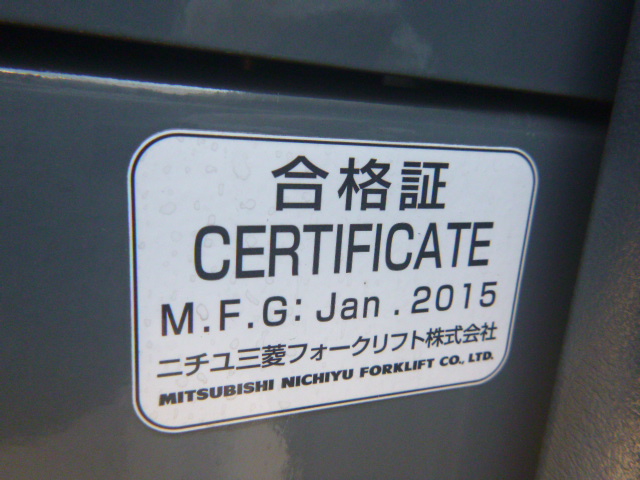 合格証
CERTIFICATE
M.F.G: Jan . 2015
ニチユ三菱フォークリフト株式会社
MITSUBISHI NICHIYU FORKLIFT CO., LTD.